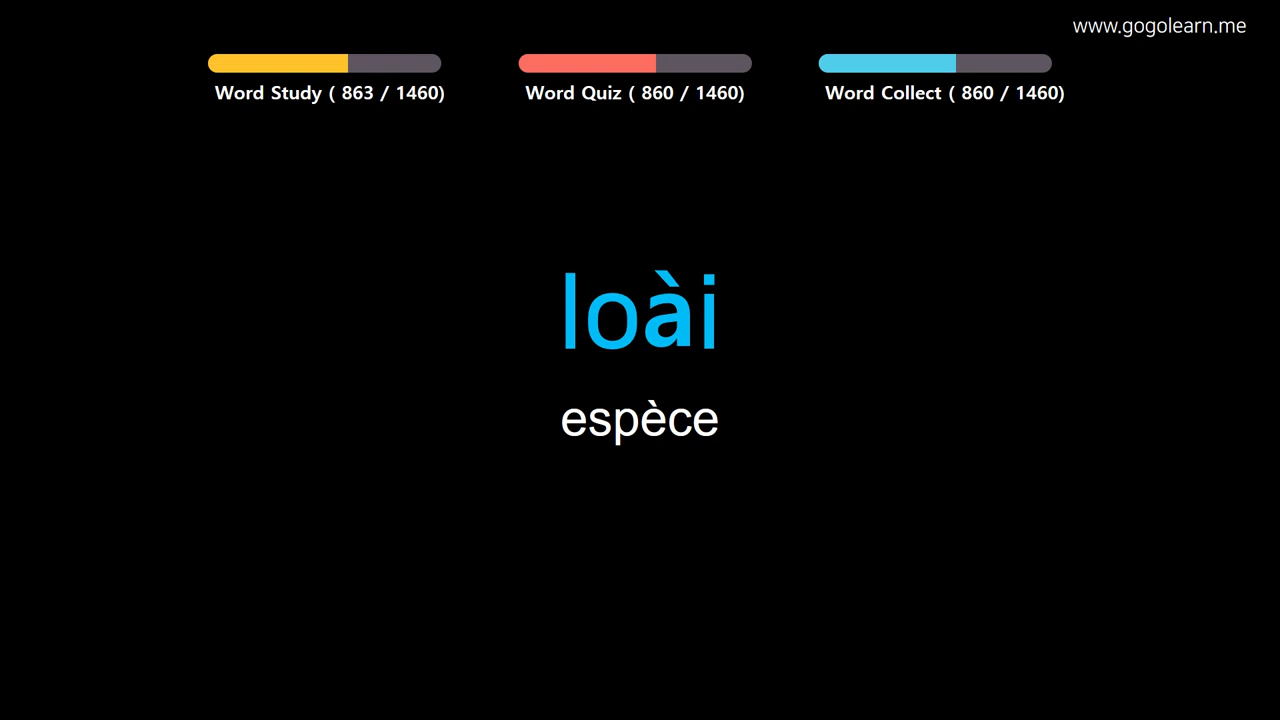 www.gogolearn.me
Word Study ( 863 / 1460)
Word Quiz ( 860 / 1460)
Word Collect ( 860 / 1460)
loài
espèce